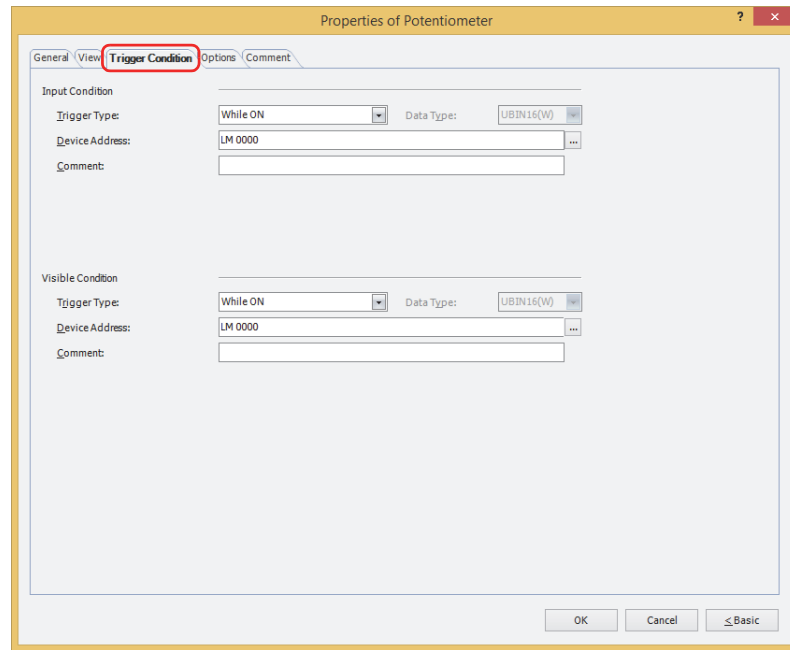 Properties of Potentiometer ? ×
General View Trigger Condition Options Comment
Input Condition
Trigger Type: While ON Data Type: UBIN16(W)
Device Address: LM 0000 ...
Comment:
Visible Condition
Trigger Type: While ON Data Type: UBIN16(W)
Device Address: LM 0000 ...
Comment:
OK Cancel < Basic